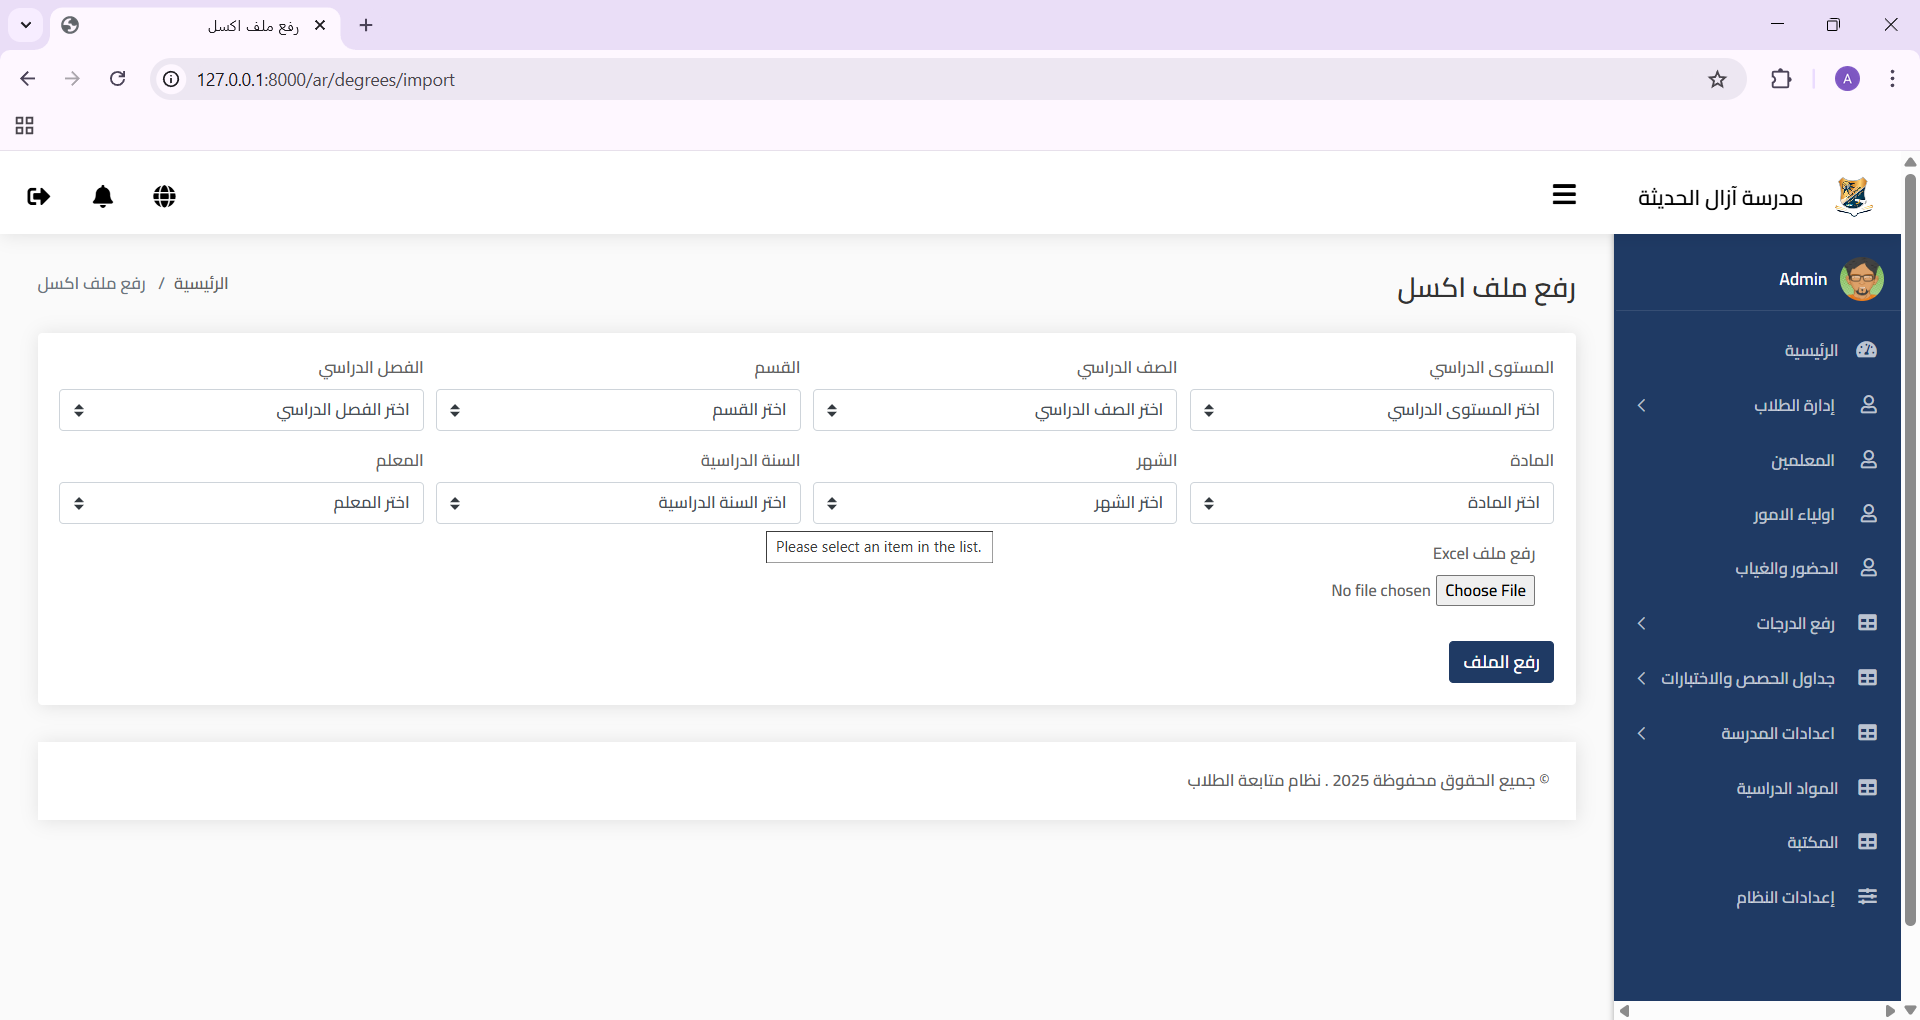 رفع ملف اكسل
127.0.0.1:8000/ar/degrees/import
A
مدرسة آزال الحديثة
Admin
الرئيسية
إدارة الطلاب
المعلمين
اولياء الامور
الحضور والغياب
رفع الدرجات
جداول الحصص والاختبارات
اعدادات المدرسة
المواد الدراسية
المكتبة
إعدادات النظام
رفع ملف اكسل
الرئيسية / رفع ملف اكسل
المستوى الدراسي
اختر المستوى الدراسي
الصف الدراسي
اختر الصف الدراسي
القسم
اختر القسم
الفصل الدراسي
اختر الفصل الدراسي
المادة
اختر المادة
الشهر
اختر الشهر
السنة الدراسية
اختر السنة الدراسية
المعلم
اختر المعلم
Please select an item in the list.
رفع ملف Excel
Choose File No file chosen
رفع الملف
© جميع الحقوق محفوظة 2025 . نظام متابعة الطلاب